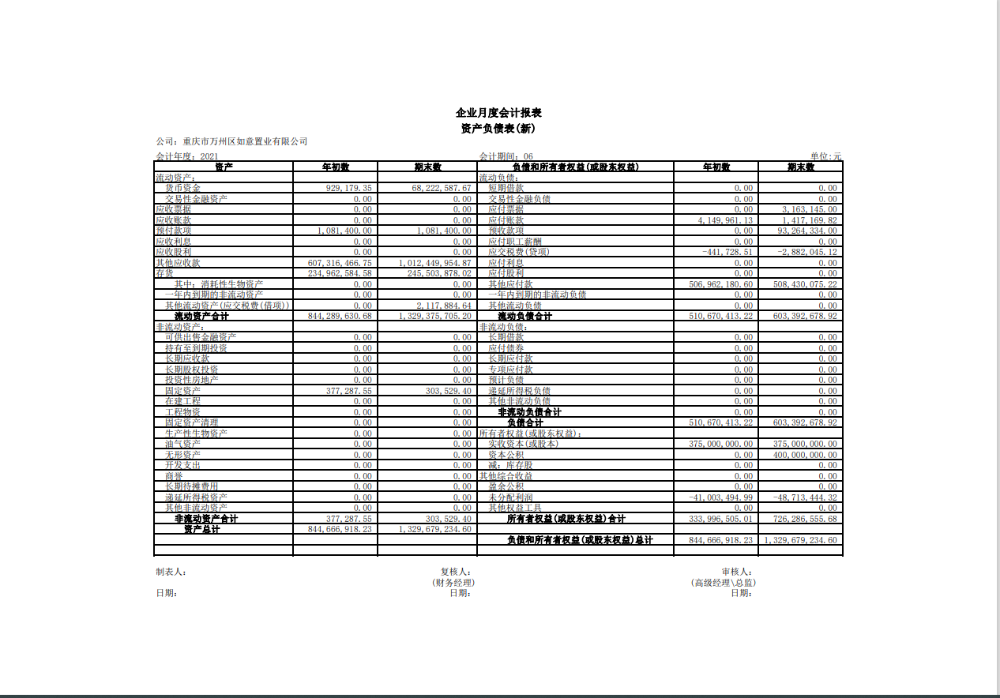 企业月度会计报表
资产负债表(新)
公司：重庆市万州区如意置业有限公司
会计年度：2021 会计期间：06 单位:元
资产 年初数 期末数 负债和所有者权益(或股东权益) 年初数 期末数
流动资产： 流动负债：
货币资金 929,179.35 68,222,587.67 短期借款 0.00 0.00
交易性金融资产 0.00 0.00 交易性金融负债 0.00 0.00
应收票据 0.00 0.00 应付票据 0.00 3,163,145.00
应收账款 0.00 0.00 应付账款 4,149,961.13 1,417,169.82
预付款项 1,081,400.00 1,081,400.00 预收款项 0.00 93,264,334.00
应收利息 0.00 0.00 应付职工薪酬 0.00 0.00
应收股利 0.00 0.00 应交税费(贷项) -441,728.51 -2,882,045.12
其他应收款 607,316,466.75 1,012,449,954.87 应付利息 0.00 0.00
存货 234,962,584.58 245,503,878.02 应付股利 0.00 0.00
其中：消耗性生物资产 0.00 0.00 其他应付款 506,962,180.60 508,430,075.22
一年内到期的非流动资产 0.00 0.00 一年内到期的非流动负债 0.00 0.00
其他流动资产(应交税费(借项)) 0.00 2,117,884.64 其他流动负债 0.00 0.00
流动资产合计 844,289,630.68 1,329,375,705.20 流动负债合计 510,670,413.22 603,392,678.92
非流动资产： 非流动负债：
可供出售金融资产 0.00 0.00 长期借款 0.00 0.00
持有至到期投资 0.00 0.00 应付债券 0.00 0.00
长期应收款 0.00 0.00 长期应付款 0.00 0.00
长期股权投资 0.00 0.00 专项应付款 0.00 0.00
投资性房地产 0.00 0.00 预计负债 0.00 0.00
固定资产 377,287.55 303,529.40 递延所得税负债 0.00 0.00
在建工程 0.00 0.00 其他非流动负债 0.00 0.00
工程物资 0.00 0.00 非流动负债合计 0.00 0.00
固定资产清理 0.00 0.00 负债合计 510,670,413.22 603,392,678.92
生产性生物资产 0.00 0.00 所有者权益(或股东权益)：
油气资产 0.00 0.00 实收资本(或股本) 375,000,000.00 375,000,000.00
无形资产 0.00 0.00 资本公积 0.00 400,000,000.00
开发支出 0.00 0.00 减：库存股 0.00 0.00
商誉 0.00 0.00 其他综合收益 0.00 0.00
长期待摊费用 0.00 0.00 盈余公积 0.00 0.00
递延所得税资产 0.00 0.00 未分配利润 -41,003,494.99 -48,713,444.32
其他非流动资产 0.00 0.00 其他权益工具 0.00 0.00
非流动资产合计 377,287.55 303,529.40 所有者权益(或股东权益)合计 333,996,505.01 726,286,555.68
资产总计 844,666,918.23 1,329,679,234.60
负债和所有者权益(或股东权益)总计 844,666,918.23 1,329,679,234.60
制表人： 复核人： 审核人：
(财务经理) (高级经理\总监)
日期： 日期： 日期：